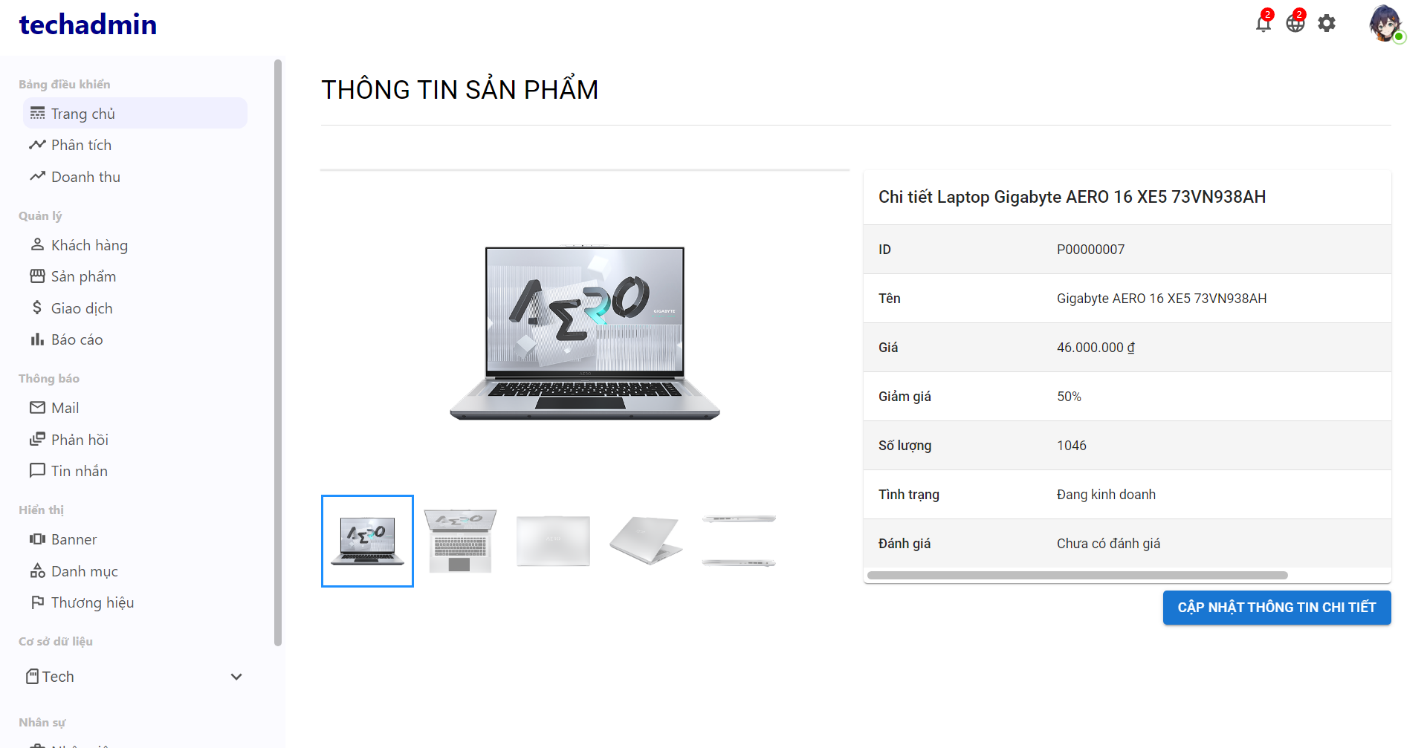 techadmin
2
2
Bảng điều khiển
Trang chủ
Phân tích
Doanh thu
Quản lý
Khách hàng
Sản phẩm
Giao dịch
Báo cáo
Thông báo
Mail
Phản hồi
Tin nhắn
Hiển thị
Banner
Danh mục
Thương hiệu
Cơ sở dữ liệu
Tech
Nhân sự
THÔNG TIN SẢN PHẨM
AERO
GIGABYTE
AERO
Chi tiết Laptop Gigabyte AERO 16 XE5 73VN938AH
ID P00000007
Tên Gigabyte AERO 16 XE5 73VN938AH
Giá 46.000.000 ₫
Giảm giá 50%
Số lượng 1046
Tình trạng Đang kinh doanh
Đánh giá Chưa có đánh giá
CẬP NHẬT THÔNG TIN CHI TIẾT